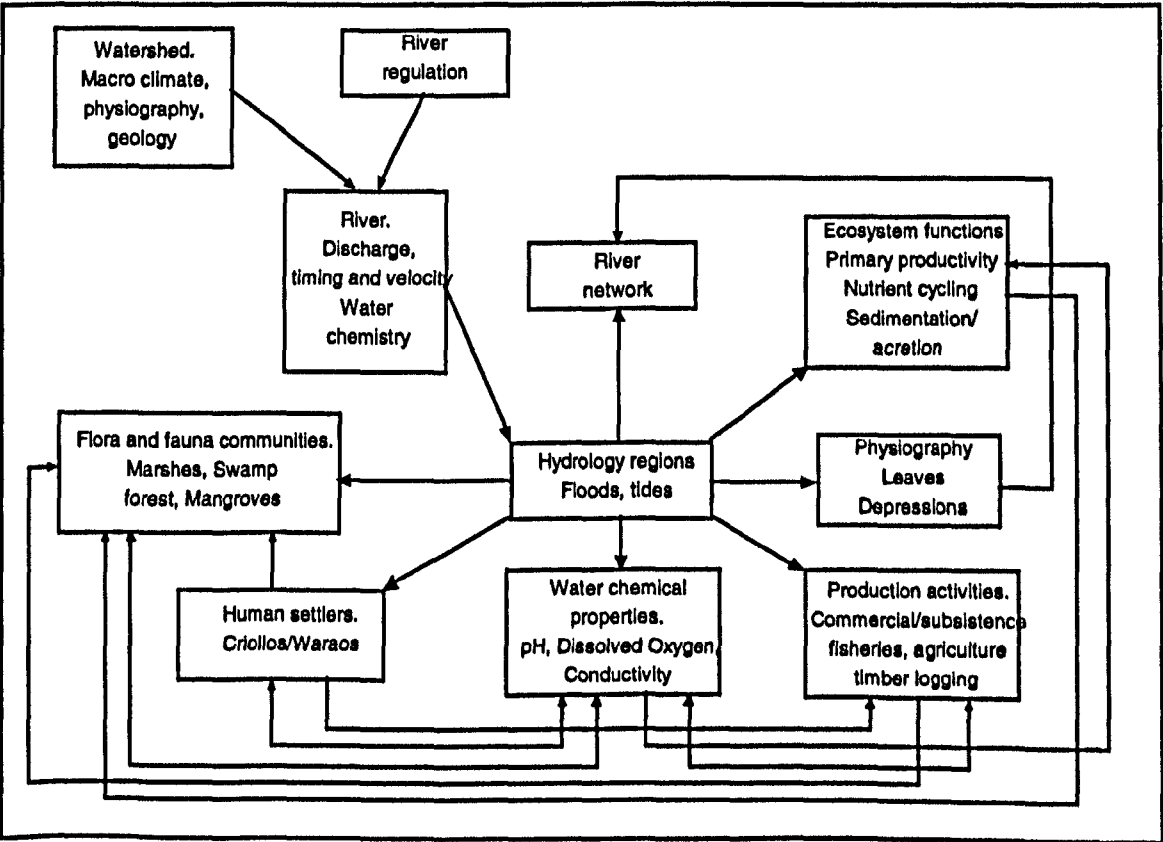 Watershed.
Macro climate,
physiography,
geology
River
regulation
River.
Discharge,
timing and velocity
Water
chemistry
River
network
Ecosystem functions
Primary productivity
Nutrient cycling
Sedimentation/
acretion
Flora and fauna communities.
Marshes, Swamp
forest, Mangroves
Hydrology regions
Floods, tides
Physiography
Leaves
Depressions
Human settlers.
Criollos/Waraos
Water chemical
properties.
pH, Dissolved Oxygen,
Conductivity
Production activities.
Commercial/subsistence
fisheries, agriculture
timber logging